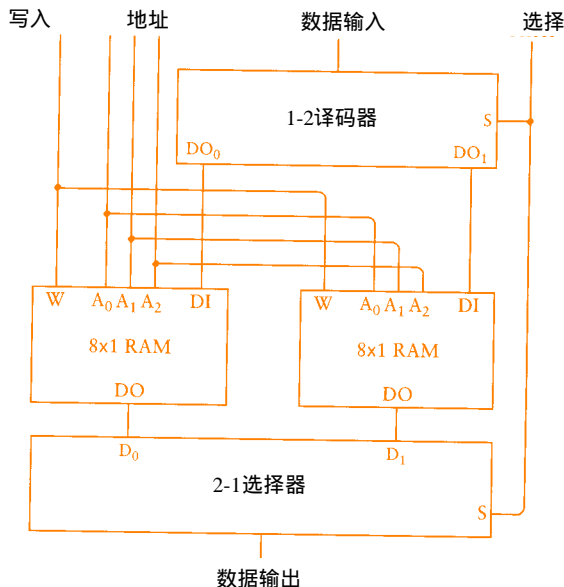 写入 地址 数据输入 选择
1-2译码器 S
DO₀ DO₁
W A₀ A₁ A₂ DI W A₀ A₁ A₂ DI
8x1 RAM 8x1 RAM
DO DO
D₀ D₁
2-1选择器
S
数据输出